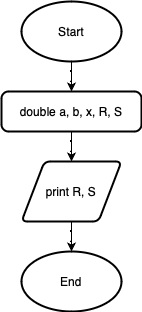 Start
double a, b, x, R, S
print R, S
End